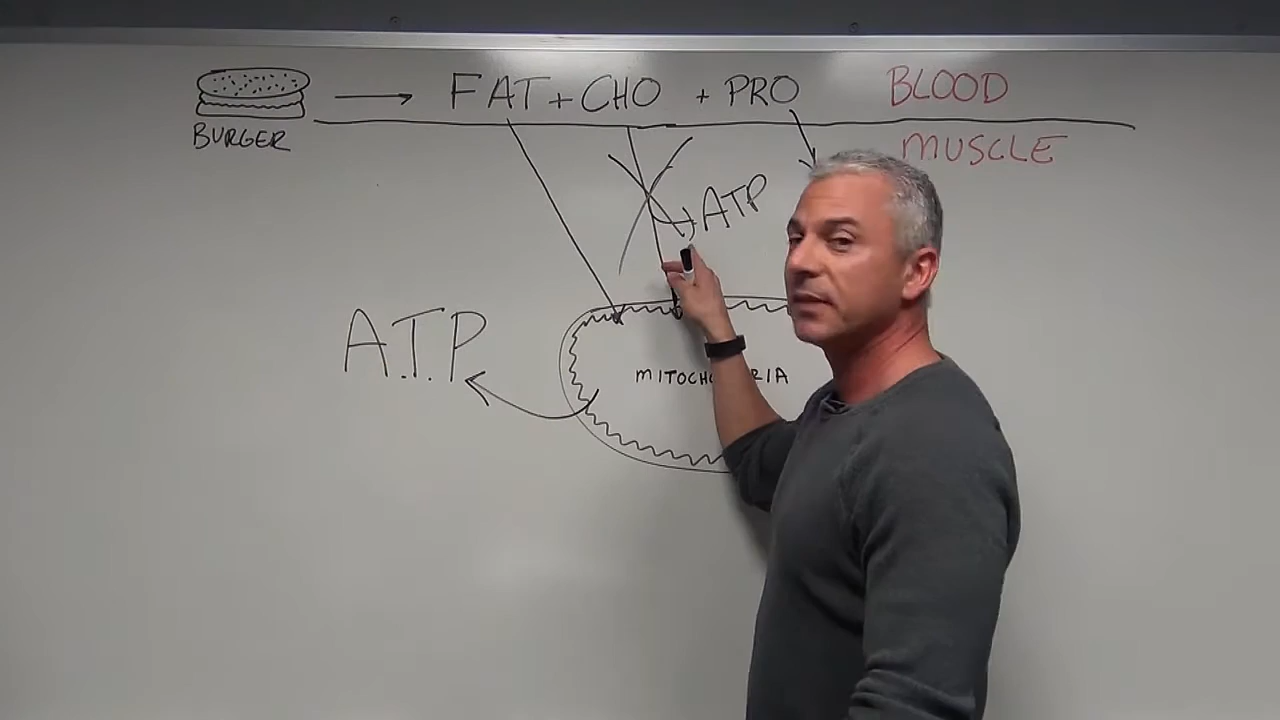 FAT + CHO + PRO
BLOOD
BURGER
MUSCLE
ATP
A.T.P